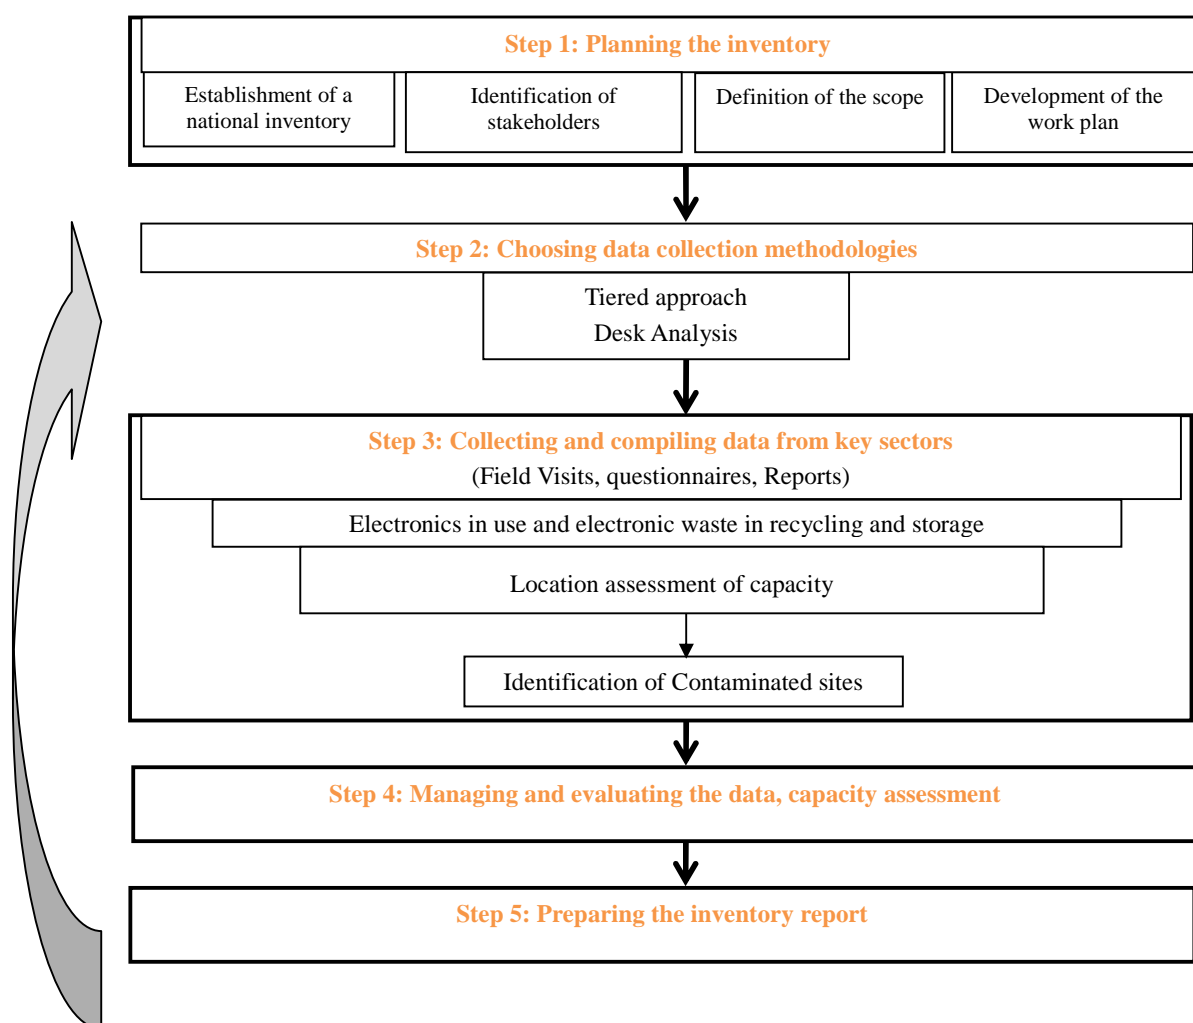 Step 1: Planning the inventory
Establishment of a
national inventory
Identification of
stakeholders
Definition of the scope
Development of the
work plan
Step 2: Choosing data collection methodologies
Tiered approach
Desk Analysis
Step 3: Collecting and compiling data from key sectors
(Field Visits, questionnaires, Reports)
Electronics in use and electronic waste in recycling and storage
Location assessment of capacity
Identification of Contaminated sites
Step 4: Managing and evaluating the data, capacity assessment
Step 5: Preparing the inventory report